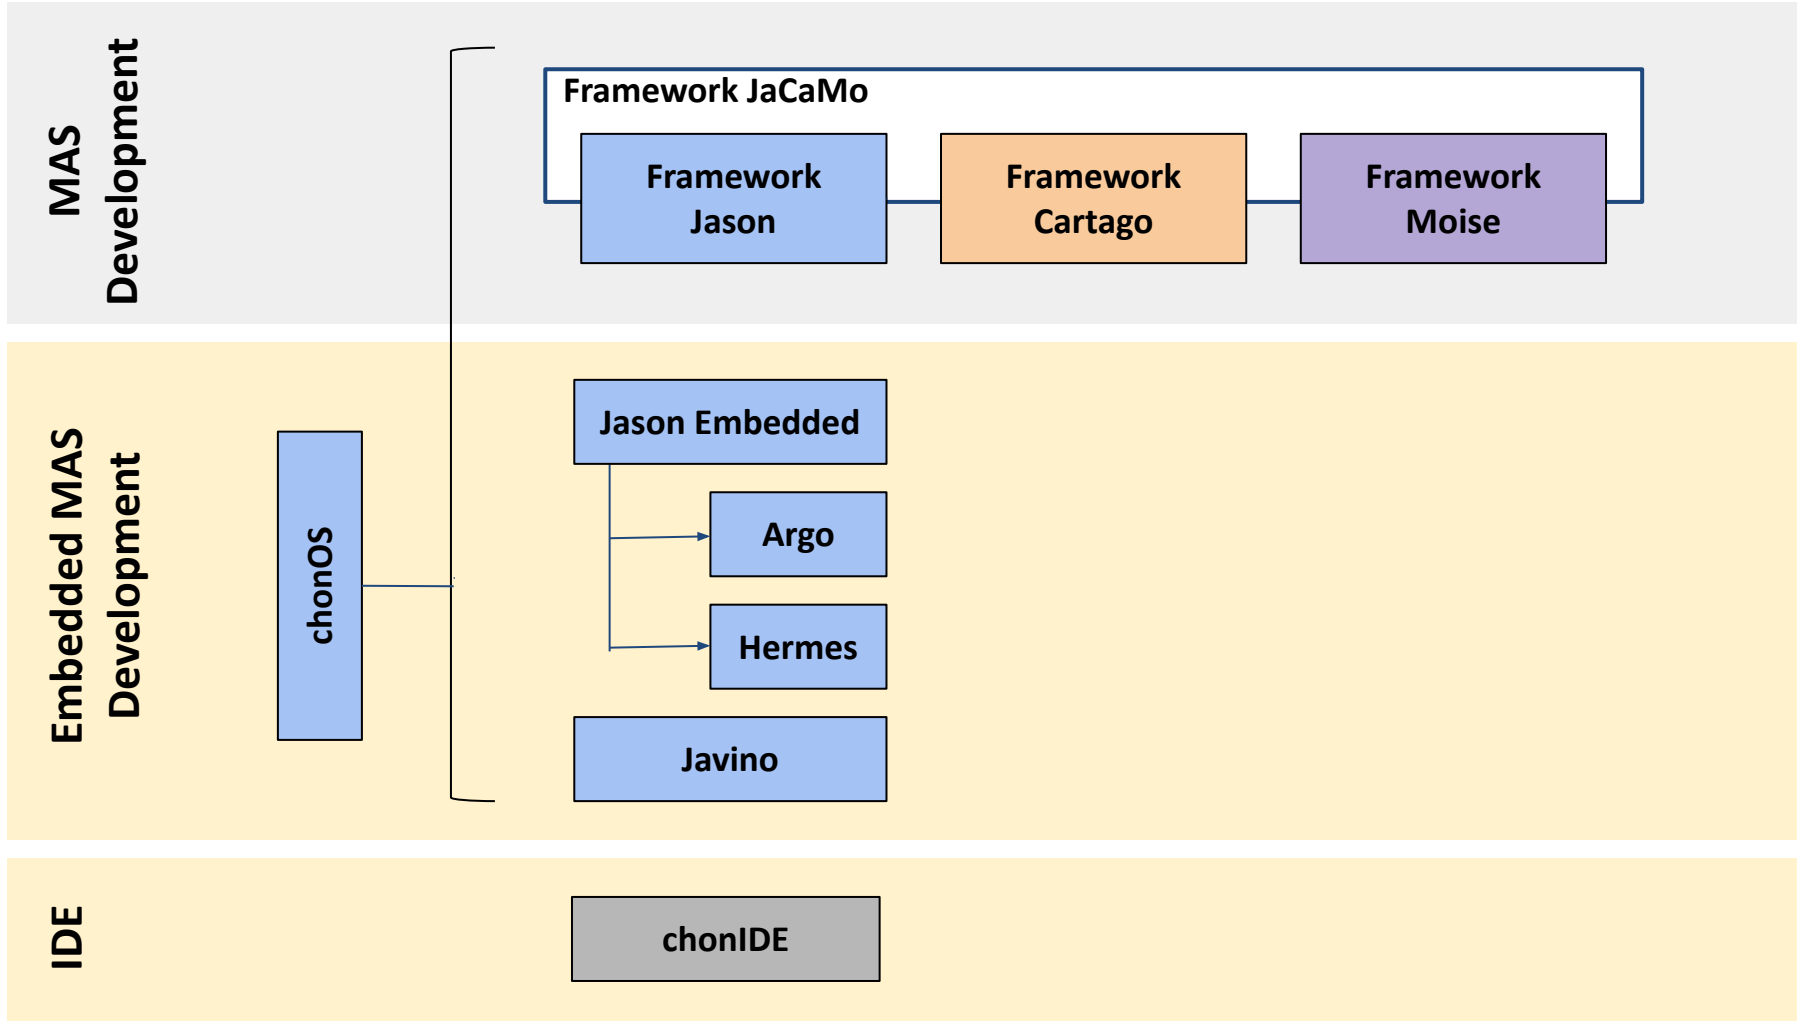 MAS
Development
Framework JaCaMo
Framework
Jason
Framework
Cartago
Framework
Moise
Embedded MAS
Development
chonOS
Jason Embedded
Argo
Hermes
Javino
IDE
chonIDE